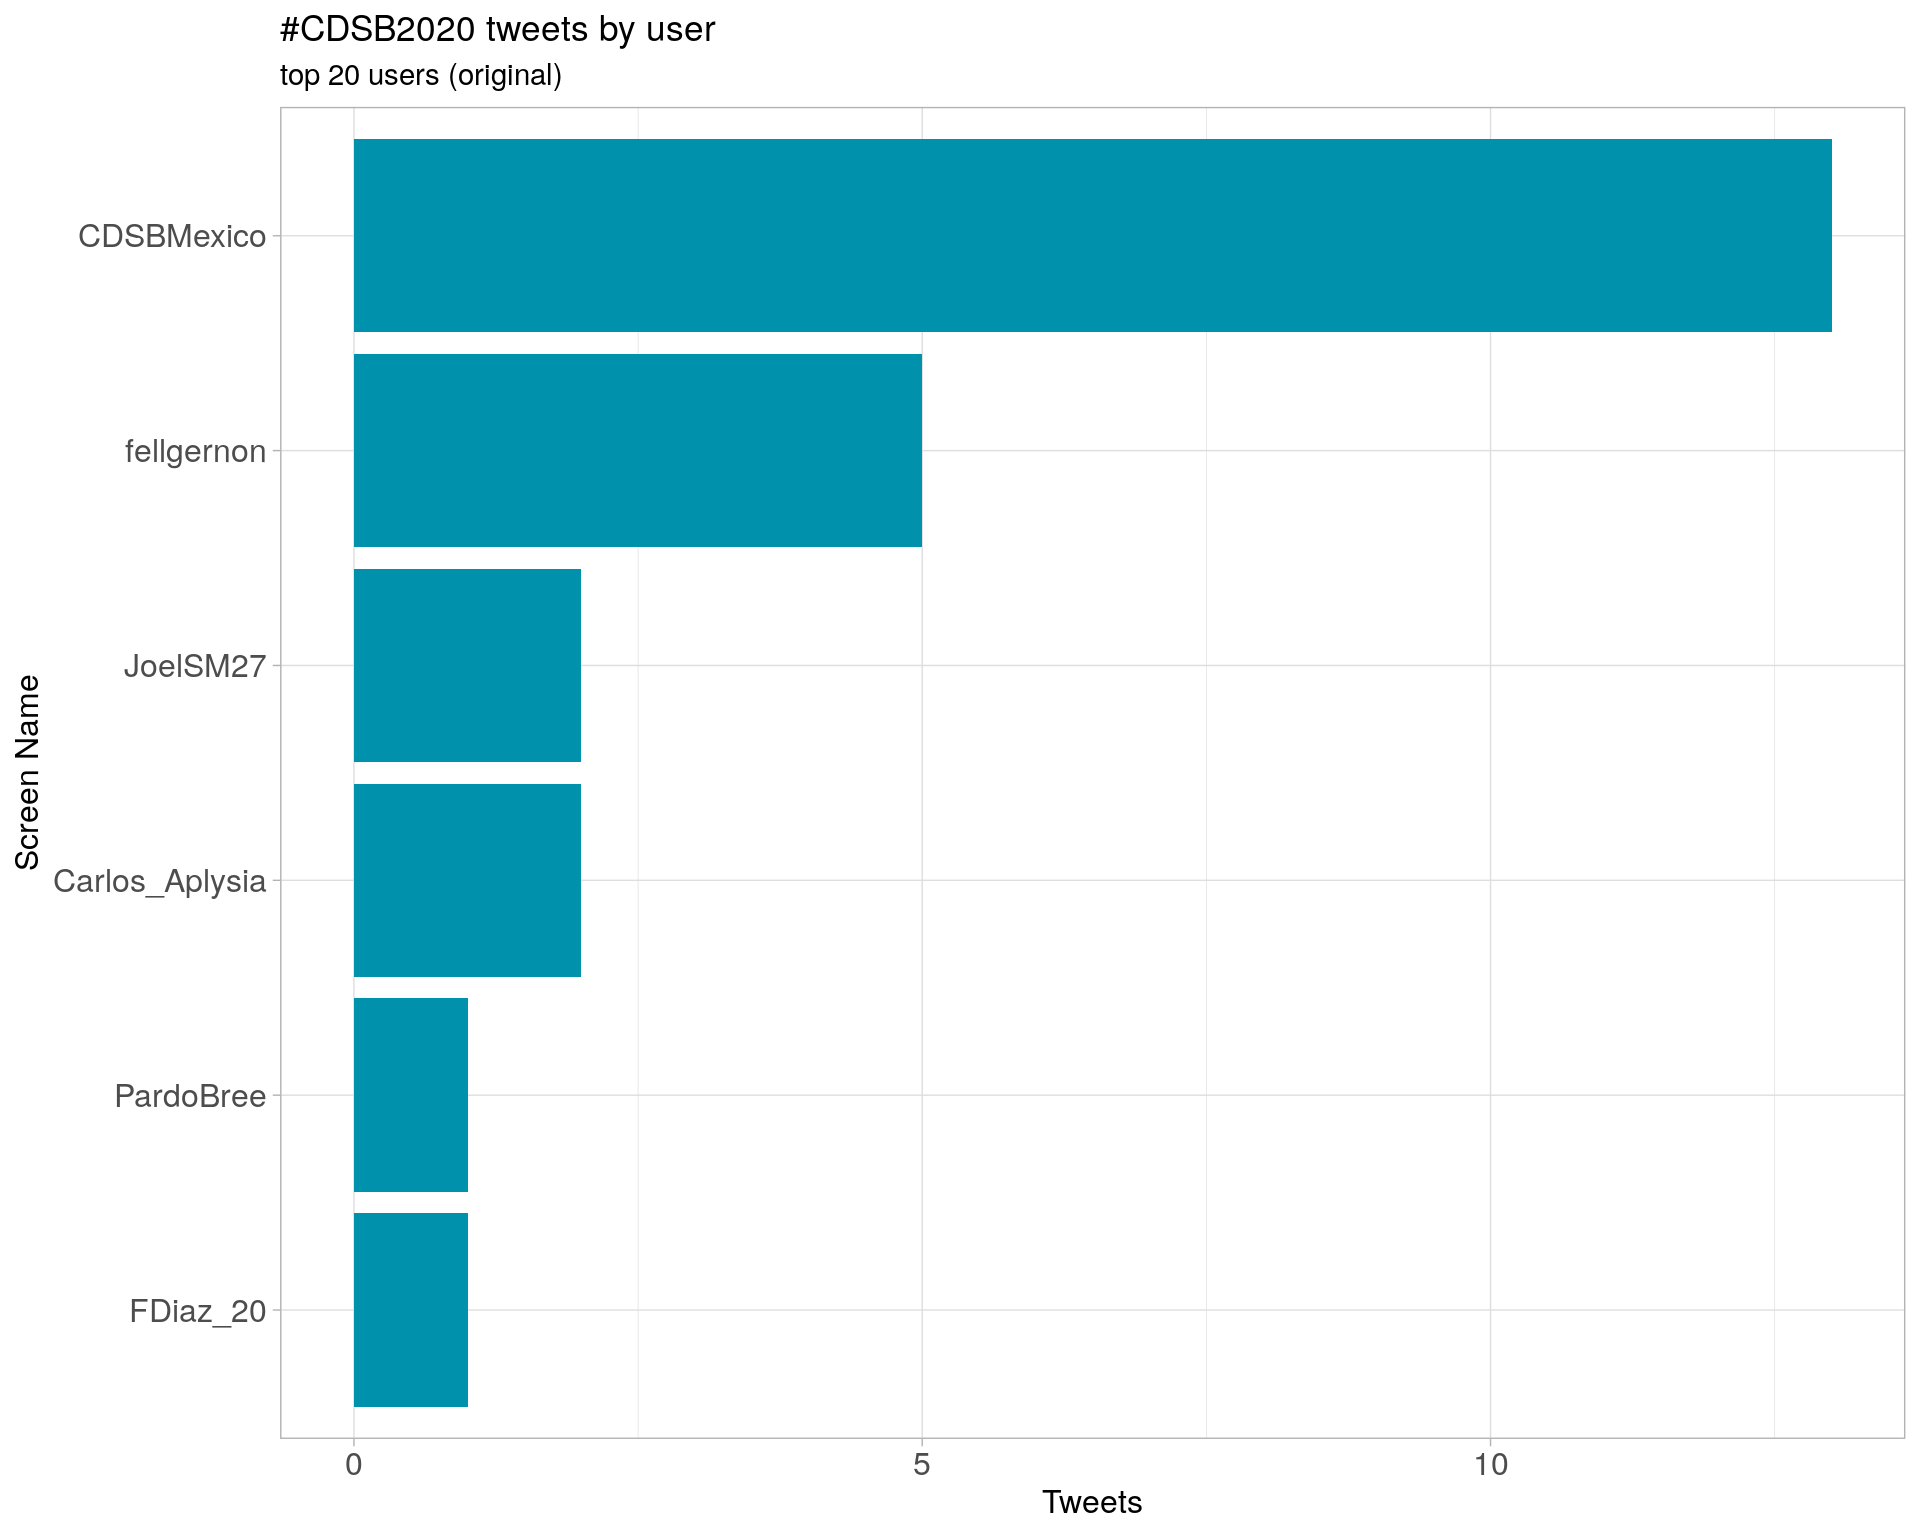 #CDSB2020 tweets by user
top 20 users (original)
Screen Name
CDSBMexico
fellgernon
JoelSM27
Carlos_Aplysia
PardoBree
FDiaz_20
0 5 10
Tweets